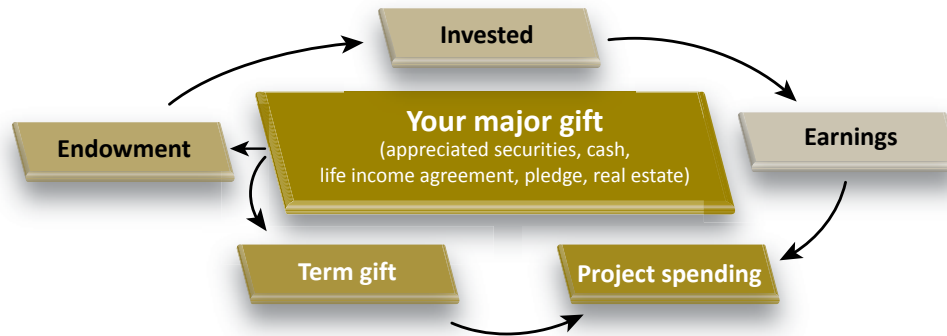 Invested
Your major gift
(appreciated securities, cash,
life income agreement, pledge, real estate)
Endowment
Earnings
Term gift
Project spending